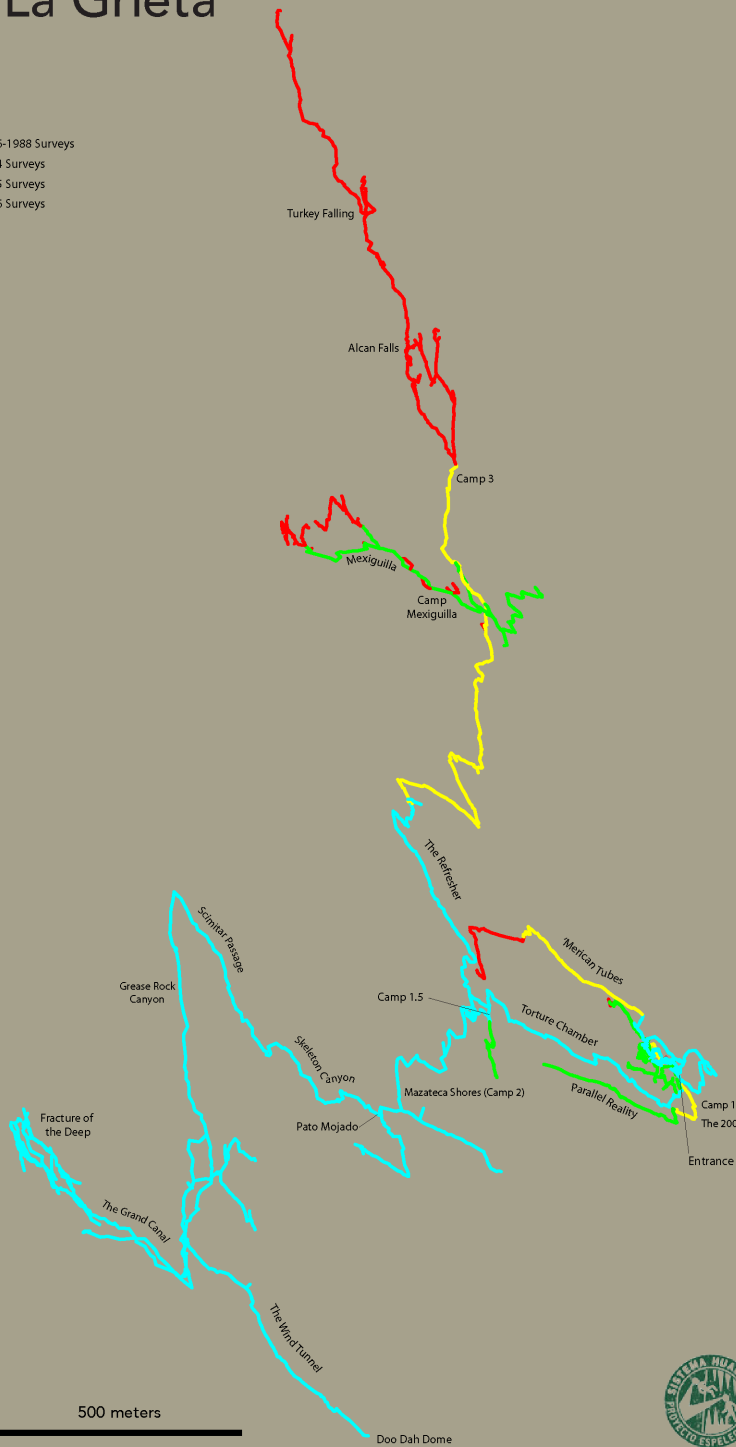 La Grieta
-1988 Surveys
Surveys
Surveys
Surveys
Turkey Falling
Alcan Falls
Camp 3
Mexiguilla
Camp
Mexiguilla
The Refresher
Scimitar Passage
'Merican Tubes
Grease Rock
Canyon
Camp 1.5
Torture Chamber
Skeleton Canyon
Mazateca Shores (Camp 2)
Parallel Reality
Camp 1
The 200
Fracture of
the Deep
Pato Mojado
Entrance
The Grand Canal
The Wind Tunnel
500 meters
Doo Dah Dome
SISTEMA HUA
PROYECTO ESPELE